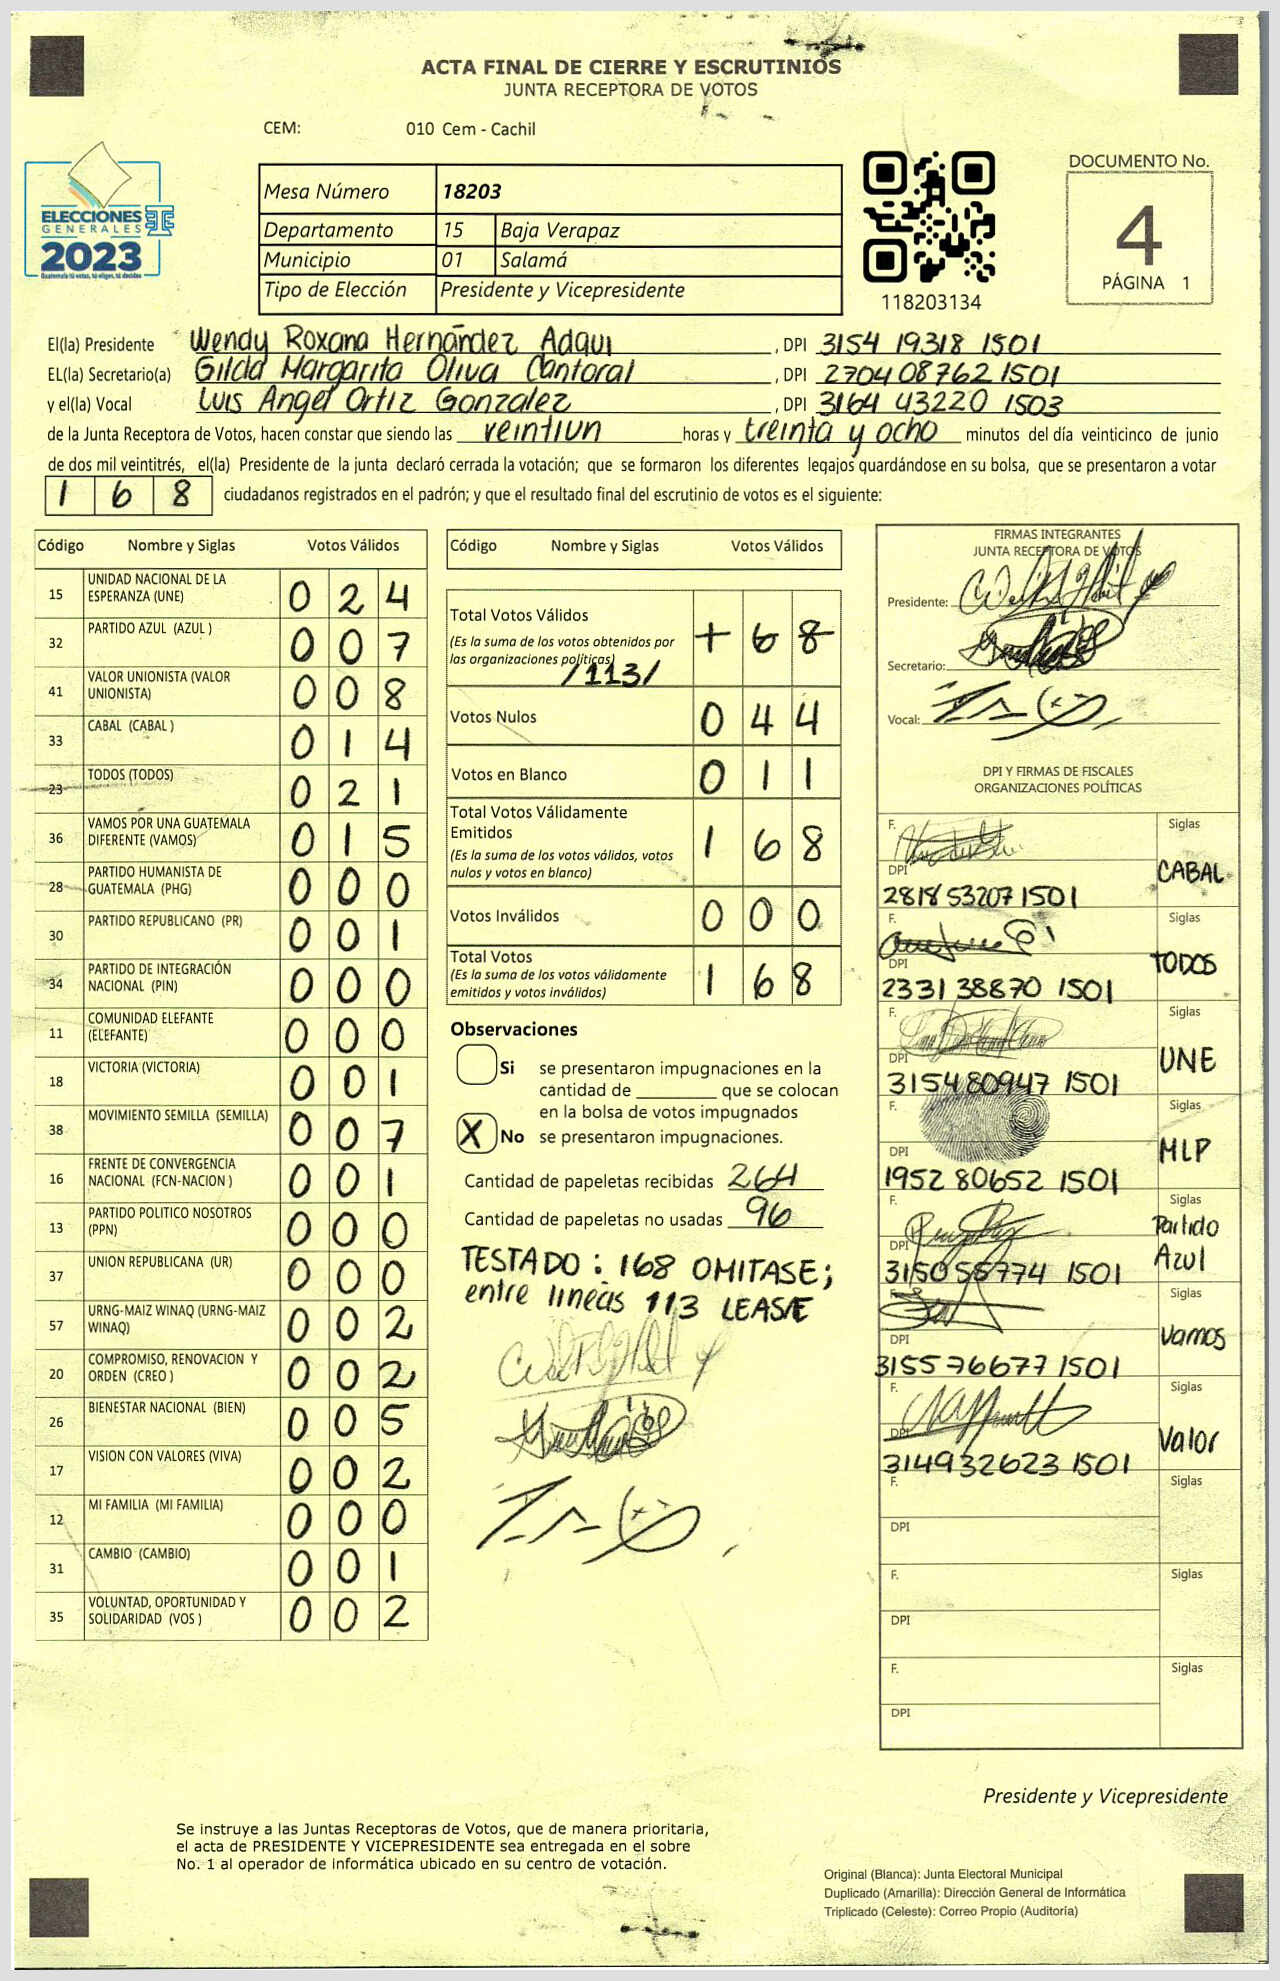 ACTA FINAL DE CIERRE Y ESCRUTINIOS
JUNTA RECEPTORA DE VOTOS
CEM: 010 Cem - Cachil
ELECCIONES
GENERALES
2023
Guatemala tú votas, tú eliges, tú decides
Mesa Número 18203
Departamento 15 Baja Verapaz
Municipio 01 Salamá
Tipo de Elección Presidente y Vicepresidente
118203134
DOCUMENTO No.
4
PÁGINA 1
El(la) Presidente Wendy Roxana Hernández Adqui, DPI 3154 19318 1501
EL(la) Secretario(a) Gilda Margarita Oliva Cantoral, DPI 2704 08762 1501
y el(la) Vocal Luis Angel Ortiz Gonzalez, DPI 3164 43220 1503
de la Junta Receptora de Votos, hacen constar que siendo las veintiun horas y treinta y ocho minutos del día veinticinco de junio
de dos mil veintitrés, el(la) Presidente de la junta declaró cerrada la votación; que se formaron los diferentes legajos guardándose en su bolsa, que se presentaron a votar
1 6 8 ciudadanos registrados en el padrón; y que el resultado final del escrutinio de votos es el siguiente:
Código Nombre y Siglas Votos Válidos
15 UNIDAD NACIONAL DE LA ESPERANZA (UNE) 0 2 4
32 PARTIDO AZUL (AZUL ) 0 0 7
41 VALOR UNIONISTA (VALOR UNIONISTA) 0 0 8
33 CABAL (CABAL ) 0 1 4
23 TODOS (TODOS) 0 2 1
36 VAMOS POR UNA GUATEMALA DIFERENTE (VAMOS) 0 1 5
28 PARTIDO HUMANISTA DE GUATEMALA (PHG) 0 0 0
30 PARTIDO REPUBLICANO (PR) 0 0 1
34 PARTIDO DE INTEGRACIÓN NACIONAL (PIN) 0 0 0
11 COMUNIDAD ELEFANTE (ELEFANTE) 0 0 0
18 VICTORIA (VICTORIA) 0 0 1
38 MOVIMIENTO SEMILLA (SEMILLA) 0 0 7
16 FRENTE DE CONVERGENCIA NACIONAL (FCN-NACION ) 0 0 1
13 PARTIDO POLITICO NOSOTROS (PPN) 0 0 0
37 UNION REPUBLICANA (UR) 0 0 0
57 URNG-MAIZ WINAQ (URNG-MAIZ WINAQ) 0 0 2
20 COMPROMISO, RENOVACION Y ORDEN (CREO ) 0 0 2
26 BIENESTAR NACIONAL (BIEN) 0 0 5
17 VISION CON VALORES (VIVA) 0 0 2
12 MI FAMILIA (MI FAMILIA) 0 0 0
31 CAMBIO (CAMBIO) 0 0 1
35 VOLUNTAD, OPORTUNIDAD Y SOLIDARIDAD (VOS ) 0 0 2
Código Nombre y Siglas Votos Válidos
Total Votos Válidos 1 6 8
(Es la suma de los votos obtenidos por
las organizaciones políticas)
/113/
Votos Nulos 0 4 4
Votos en Blanco 0 1 1
Total Votos Válidamente
Emitidos 1 6 8
(Es la suma de los votos válidos, votos
nulos y votos en blanco)
Votos Inválidos 0 0 0
Total Votos
(Es la suma de los votos válidamente
emitidos y votos inválidos) 1 6 8
Observaciones
Si se presentaron impugnaciones en la
cantidad de ________ que se colocan
en la bolsa de votos impugnados
X No se presentaron impugnaciones.
Cantidad de papeletas recibidas 264
Cantidad de papeletas no usadas 96
TESTADO: 168 OMITASE;
entre lineas 113 LEASE
FIRMAS INTEGRANTES
JUNTA RECEPTORA DE VOTOS
Presidente:
Secretario:
Vocal:
DPI Y FIRMAS DE FISCALES
ORGANIZACIONES POLÍTICAS
F. Siglas
CABAL
DPI
2818 53207 1501
F. Siglas
TODOS
DPI
2331 38870 1501
F. Siglas
UNE
DPI
3154 80947 1501
F. Siglas
MLP
DPI
1952 80652 1501
F. Siglas
Partido
Azul
DPI
3150 55774 1501
F. Siglas
Vamos
DPI
3155 76677 1501
F. Siglas
Valor
DPI
3149 32623 1501
F. Siglas
DPI
F. Siglas
DPI
F. Siglas
DPI
Presidente y Vicepresidente
Se instruye a las Juntas Receptoras de Votos, que de manera prioritaria,
el acta de PRESIDENTE Y VICEPRESIDENTE sea entregada en el sobre
No. 1 al operador de informática ubicado en su centro de votación.
Original (Blanca): Junta Electoral Municipal
Duplicado (Amarilla): Dirección General de Informática
Triplicado (Celeste): Correo Propio (Auditoría)